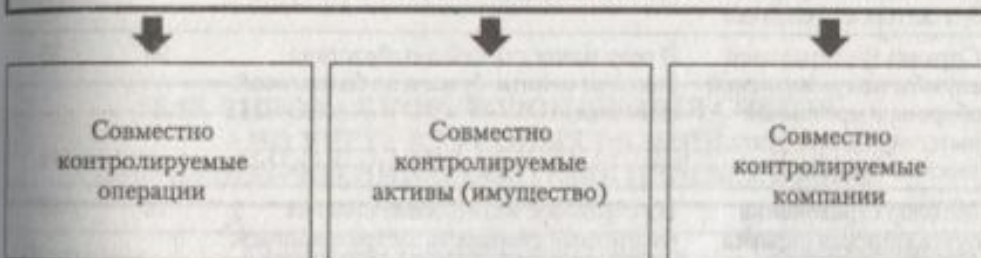 Совместно
контролируемые
операции
Совместно
контролируемые
активы (имущество)
Совместно
контролируемые
компании